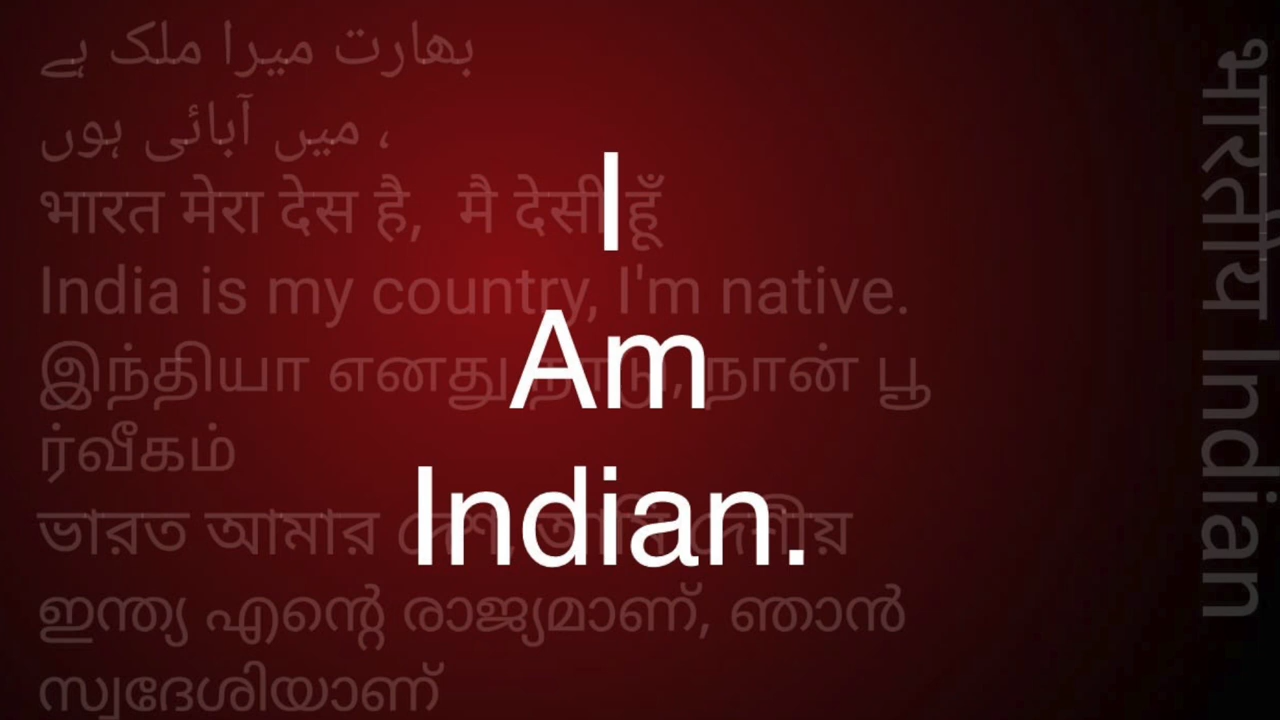 بھارت میرا ملک ہے
، میں آبائی ہوں
भारत मेरा देस है, मै देसी हूँ
India is my country, I'm native.
இந்தியா எனது நாடு, நான் பூ
ர்வீகம்
ভারত আমার দেশ, আমি দেশীয়
ഇന്ത്യ എന്റെ രാജ്യമാണ്, ഞാൻ
സ്വദേശിയാണ്
I
Am
Indian.
भारतीय Indian